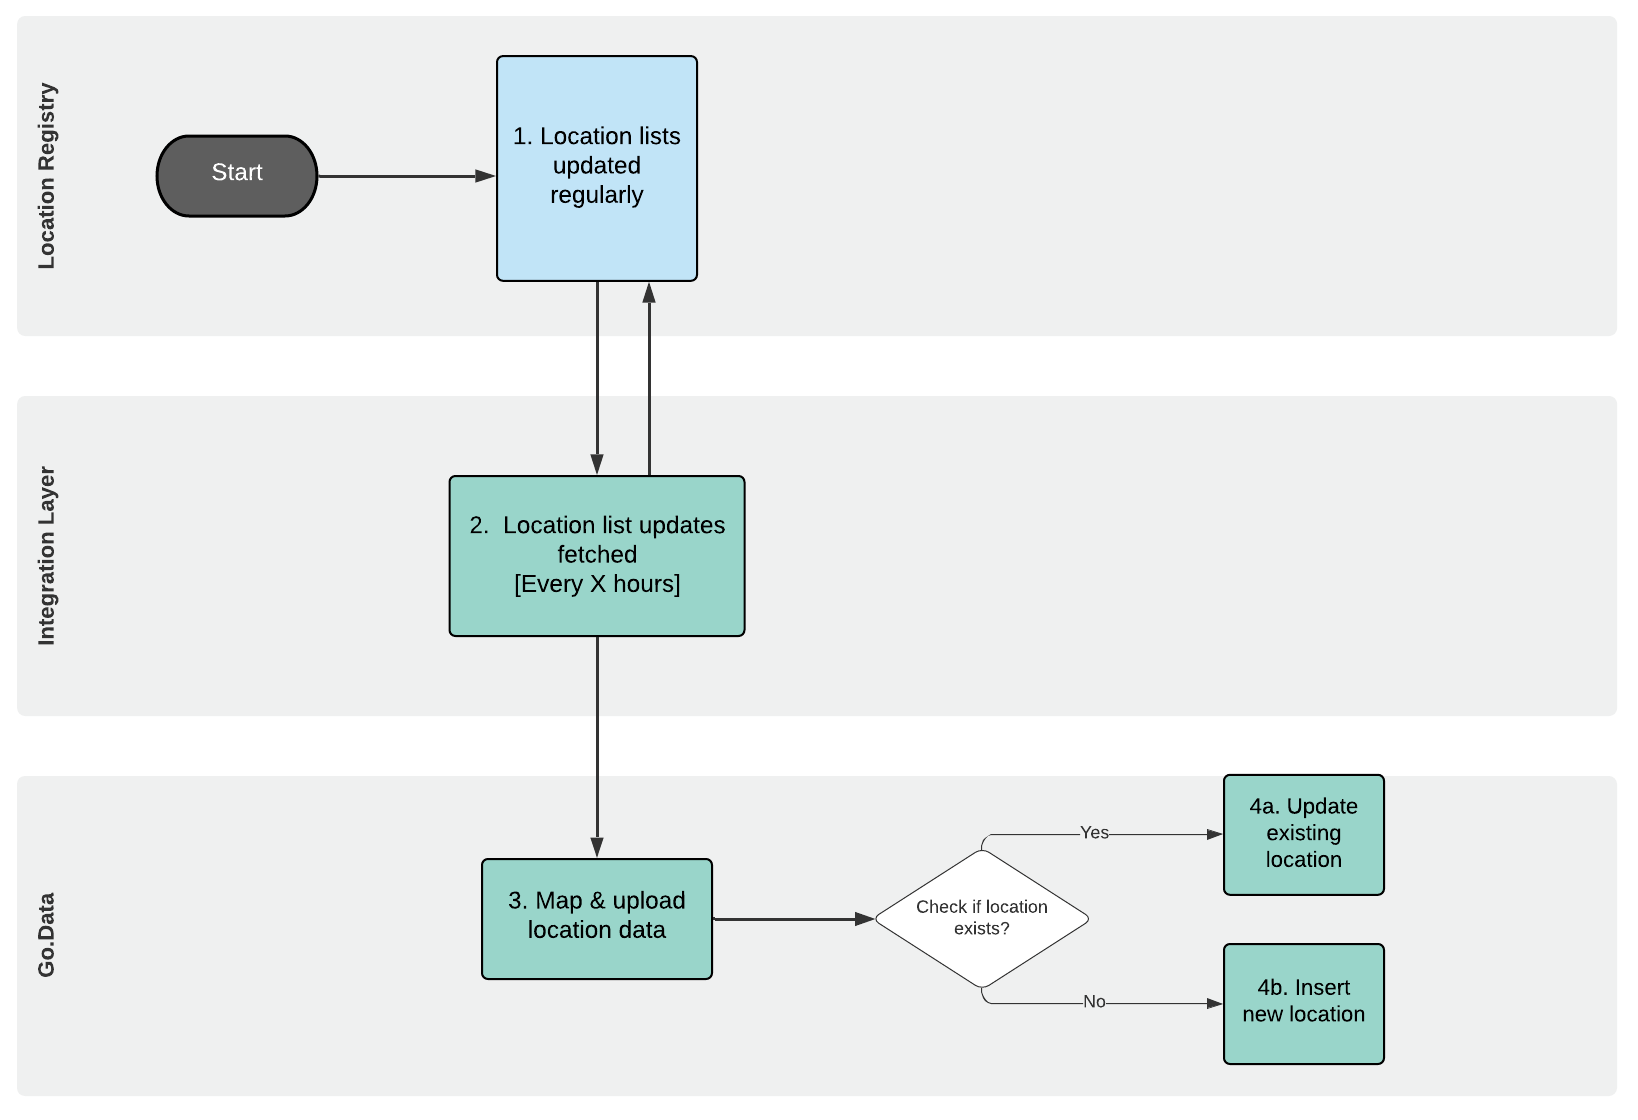 Location Registry
Start
1. Location lists
updated
regularly
Integration Layer
2.  Location list updates
fetched
[Every X hours]
Go.Data
3. Map & upload
location data
Check if location
exists?
Yes
4a. Update
existing
location
No
4b. Insert
new location